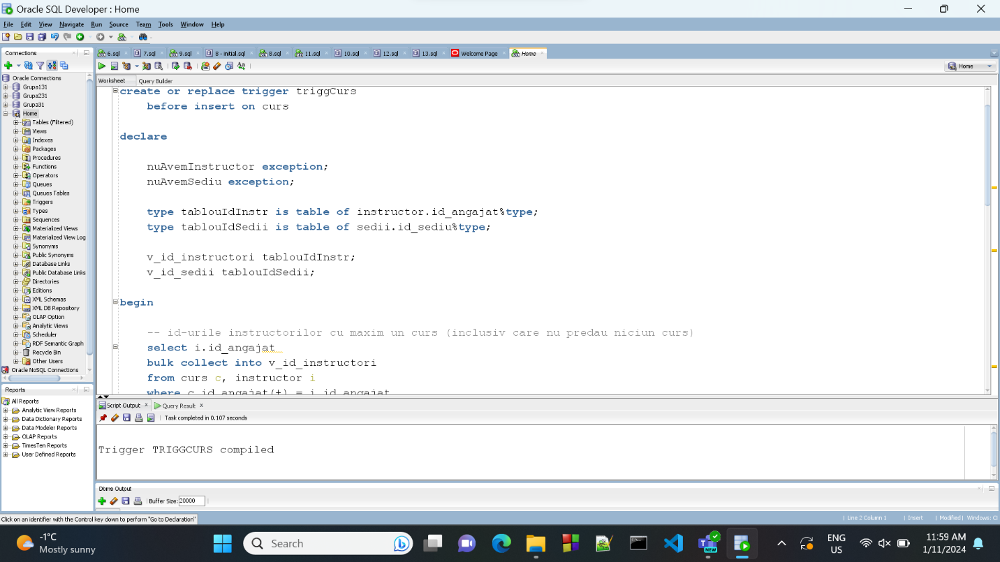 Oracle SQL Developer : Home
File Edit View Navigate Run Source Team Tools Window Help
Connections
6.sql 7.sql 9.sql 8 - initial.sql 8.sql 11.sql 10.sql 12.sql 13.sql Welcome Page Home
Home
Worksheet Query Builder
Oracle Connections
Grupa131
Grupa231
Grupa31
Home
Tables (Filtered)
Views
Indexes
Packages
Procedures
Functions
Operators
Queues
Queues Tables
Triggers
Types
Sequences
Materialized Views
Materialized View Log
Synonyms
Public Synonyms
Database Links
Public Database Links
Directories
Editions
XML Schemas
XML DB Repository
OLAP Option
Analytic Views
Scheduler
RDF Semantic Graph
Recycle Bin
Other Users
Oracle NoSQL Connections
Reports
All Reports
Analytic View Reports
Data Dictionary Reports
Data Modeler Reports
OLAP Reports
TimesTen Reports
User Defined Reports
create or replace trigger triggCurs
before insert on curs
declare
nuAvemInstructor exception;
nuAvemSediu exception;
type tablouIdInstr is table of instructor.id_angajat%type;
type tablouIdSedii is table of sedii.id_sediu%type;
v_id_instructori tablouIdInstr;
v_id_sedii tablouIdSedii;
begin
-- id-urile instructorilor cu maxim un curs (inclusiv care nu predau niciun curs)
select i.id_angajat
bulk collect into v_id_instructori
from curs c, instructor i
where c.id_angajat(+) = i.id_angajat
Script Output Query Result
Task completed in 0.107 seconds
Trigger TRIGGCURS compiled
Dbms Output
Buffer Size: 20000
Click on an identifier with the Control key down to perform "Go to Declaration"
Line 2 Column 1 Insert Modified Windows: C
-1°C
Mostly sunny
Search
NEW
ENG
US
11:59 AM
1/11/2024